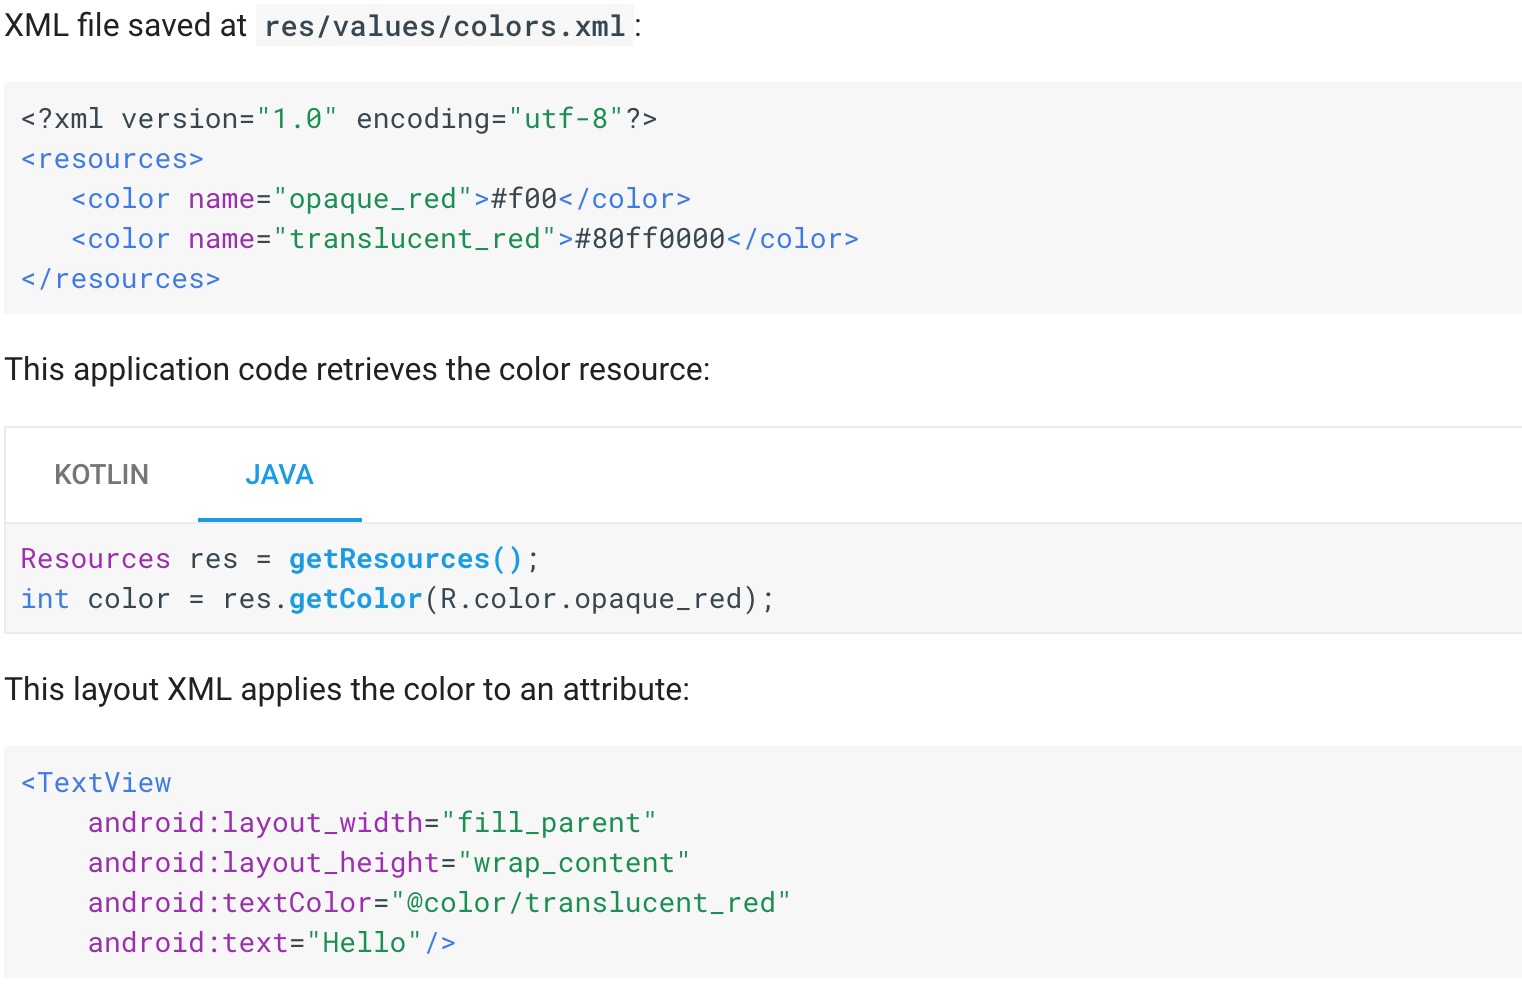 XML file saved at res/values/colors.xml:
<?xml version="1.0" encoding="utf-8"?>
<resources>
   <color name="opaque_red">#f00</color>
   <color name="translucent_red">#80ff0000</color>
</resources>
This application code retrieves the color resource:
KOTLIN JAVA
Resources res = getResources();
int color = res.getColor(R.color.opaque_red);
This layout XML applies the color to an attribute:
<TextView
    android:layout_width="fill_parent"
    android:layout_height="wrap_content"
    android:textColor="@color/translucent_red"
    android:text="Hello"/>